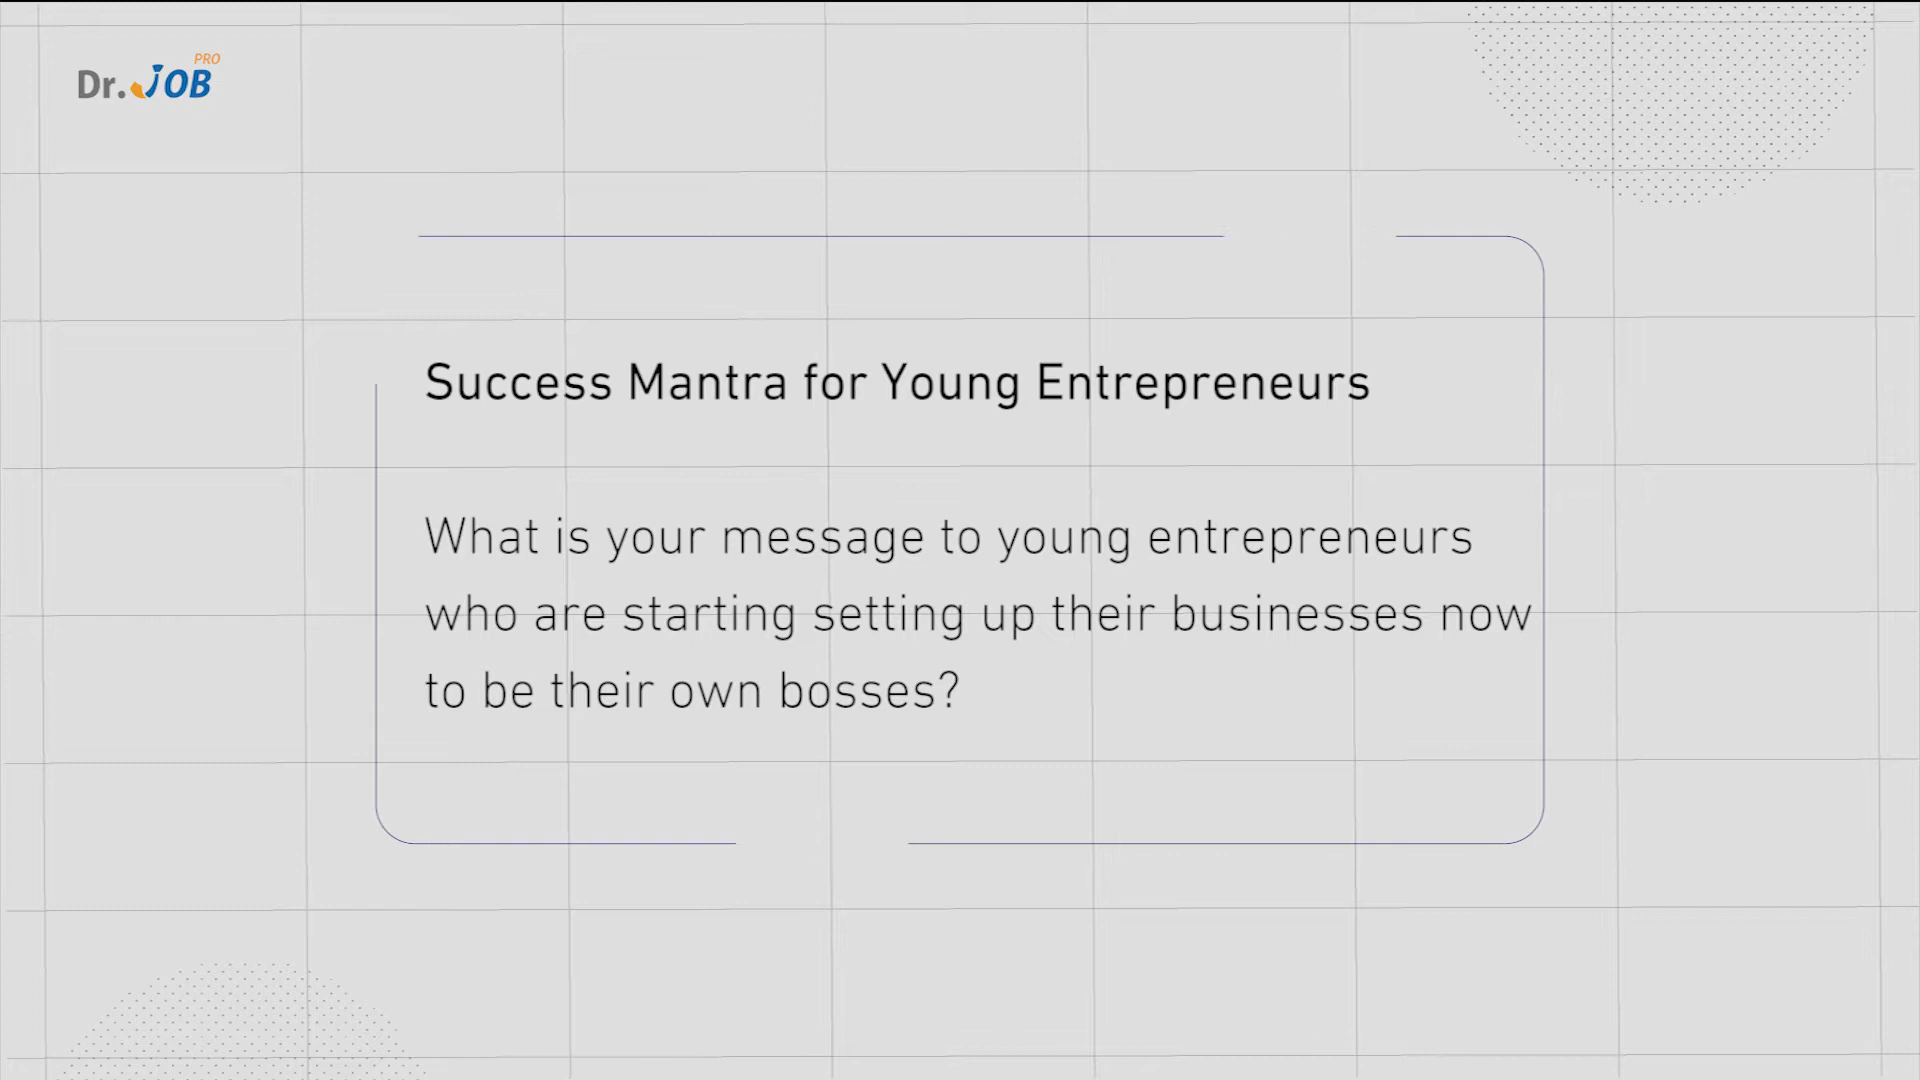 PRO
Dr. JOB
Success Mantra for Young Entrepreneurs
What is your message to young entrepreneurs
who are starting setting up their businesses now
to be their own bosses?